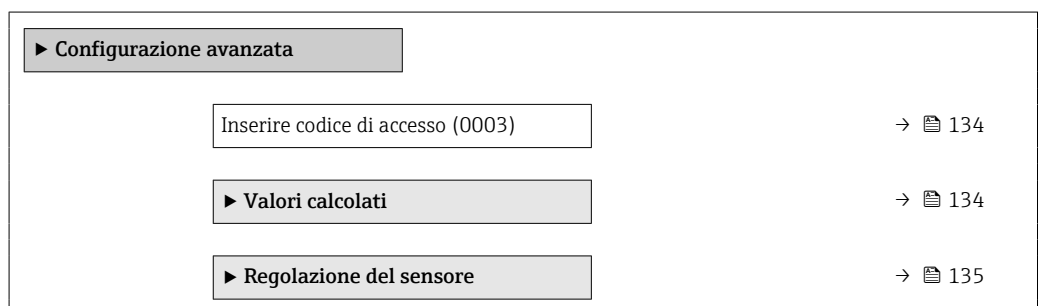 ▶ Configurazione avanzata
Inserire codice di accesso (0003) → 134
▶ Valori calcolati → 134
▶ Regolazione del sensore → 135